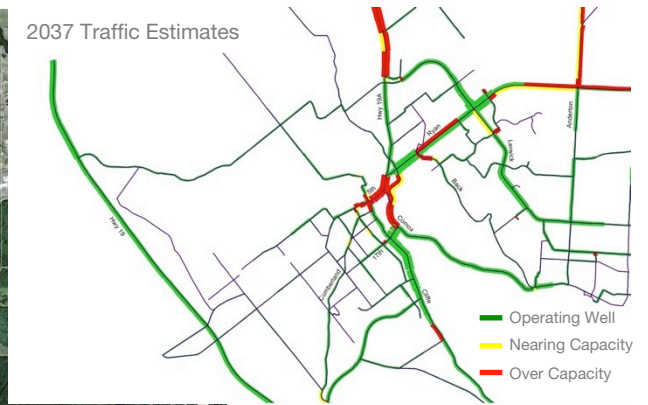 2037 Traffic Estimates
Hwy 19A
Ryan
Anderton
Lerwick
Back
5th
Comox
17th
Hwy 19
Cumberland
Cliffe
Operating Well
Nearing Capacity
Over Capacity